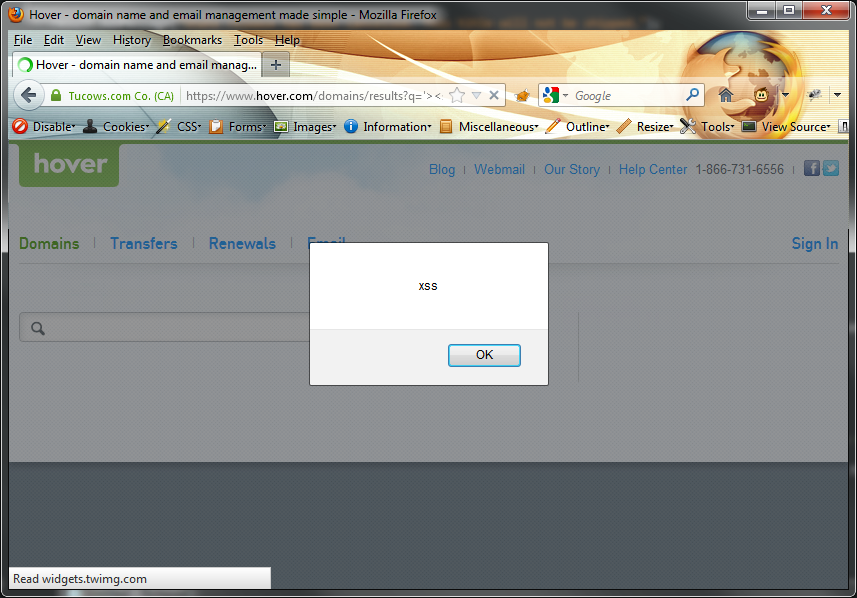 Hover - domain name and email management made simple - Mozilla Firefox
File Edit View History Bookmarks Tools Help
Hover - domain name and email manag...
Tucows.com Co. (CA) https://www.hover.com/domains/results?q='>< Google
Disable Cookies CSS Forms Images Information Miscellaneous Outline Resize Tools View Source
hover
Blog Webmail Our Story Help Center 1-866-731-6556
Domains Transfers Renewals Email Sign In
xss
OK
Read widgets.twimg.com